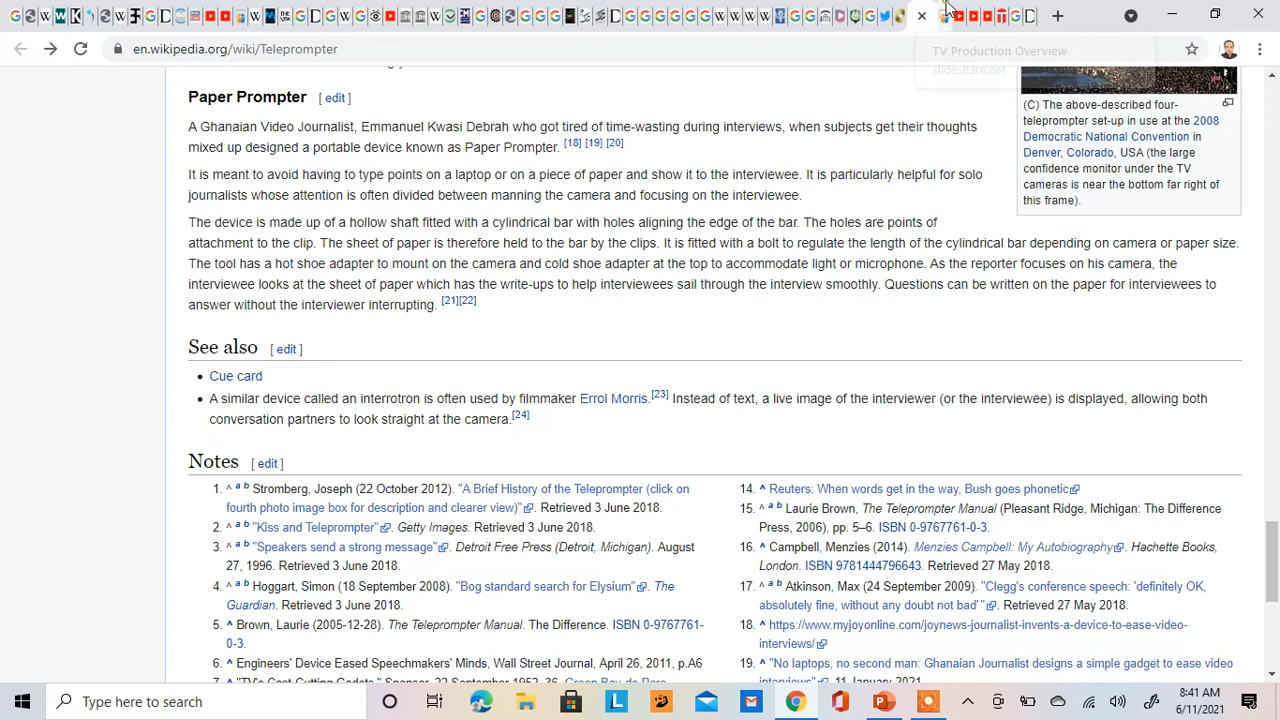 en.wikipedia.org/wiki/Teleprompter
TV Production Overview
slideshare.net
Paper Prompter [ edit ]
A Ghanaian Video Journalist, Emmanuel Kwasi Debrah who got tired of time-wasting during interviews, when subjects get their thoughts
mixed up designed a portable device known as Paper Prompter. [18] [19] [20]
It is meant to avoid having to type points on a laptop or on a piece of paper and show it to the interviewee. It is particularly helpful for solo
journalists whose attention is often divided between manning the camera and focusing on the interviewee.
The device is made up of a hollow shaft fitted with a cylindrical bar with holes aligning the edge of the bar. The holes are points of
attachment to the clip. The sheet of paper is therefore held to the bar by the clips. It is fitted with a bolt to regulate the length of the cylindrical bar depending on camera or paper size.
The tool has a hot shoe adapter to mount on the camera and cold shoe adapter at the top to accommodate light or microphone. As the reporter focuses on his camera, the
interviewee looks at the sheet of paper which has the write-ups to help interviewees sail through the interview smoothly. Questions can be written on the paper for interviewees to
answer without the interviewer interrupting. [21][22]
(C) The above-described four-
teleprompter set-up in use at the 2008
Democratic National Convention in
Denver, Colorado, USA (the large
confidence monitor under the TV
cameras is near the bottom far right of
this frame).
See also [ edit ]
• Cue card
• A similar device called an interrotron is often used by filmmaker Errol Morris.[23] Instead of text, a live image of the interviewer (or the interviewee) is displayed, allowing both
conversation partners to look straight at the camera.[24]
Notes [ edit ]
1. ^ a b Stromberg, Joseph (22 October 2012). "A Brief History of the Teleprompter (click on
fourth photo image box for description and clearer view)". Retrieved 3 June 2018.
2. ^ a b "Kiss and Teleprompter". Getty Images. Retrieved 3 June 2018.
3. ^ a b "Speakers send a strong message". Detroit Free Press (Detroit, Michigan). August
27, 1996. Retrieved 3 June 2018.
4. ^ a b Hoggart, Simon (18 September 2008). "Bog standard search for Elysium". The
Guardian. Retrieved 3 June 2018.
5. ^ Brown, Laurie (2005-12-28). The Teleprompter Manual. The Difference. ISBN 0-9767761-
0-3.
6. ^ Engineers' Device Eased Speechmakers' Minds, Wall Street Journal, April 26, 2011, p.A6
14. ^ Reuters: When words get in the way, Bush goes phonetic
15. ^ a b Laurie Brown, The Teleprompter Manual (Pleasant Ridge, Michigan: The Difference
Press, 2006), pp. 5–6. ISBN 0-9767761-0-3.
16. ^ Campbell, Menzies (2014). Menzies Campbell: My Autobiography. Hachette Books,
London. ISBN 9781444796643. Retrieved 27 May 2018.
17. ^ a b Atkinson, Max (24 September 2009). "Clegg's conference speech: 'definitely OK,
absolutely fine, without any doubt not bad'". Retrieved 27 May 2018.
18. ^ https://www.myjoyonline.com/joynews-journalist-invents-a-device-to-ease-video-
interviews/
19. ^ "No laptops, no second man: Ghanaian Journalist designs a simple gadget to ease video
interviews". 11 January 2021.
Type here to search
8:41 AM
6/11/2021